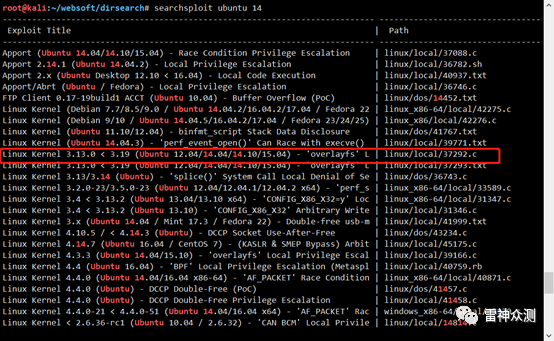 root@kali:~/websoft/dirsearch# searchsploit ubuntu 14
Exploit Title | Path
Apport (Ubuntu 14.04/14.10/15.04) - Race Condition Privilege Escalation | linux/local/37088.c
Apport 2.14.1 (Ubuntu 14.04.2) - Local Privilege Escalation | linux/local/36782.sh
Apport 2.x (Ubuntu Desktop 12.10 < 16.04) - Local Code Execution | linux/local/40937.txt
Apport/Abrt (Ubuntu / Fedora) - Local Privilege Escalation | linux/local/36746.c
FTP Client 0.17-19build1 ACCT (Ubuntu 10.04) - Buffer Overflow (PoC) | linux/dos/14452.txt
Linux Kernel (Debian 7.7/8.5/9.0 / Ubuntu 14.04.2/16.04.2/17.04 / Fedora 22 | linux_x86-64/local/42275.c
Linux Kernel (Debian 9/10 / Ubuntu 14.04.5/16.04.2/17.04 / Fedora 23/24/25) | linux_x86/local/42276.c
Linux Kernel (Ubuntu 11.10/12.04) - binfmt_script Stack Data Disclosure | linux/dos/41767.txt
Linux Kernel (Ubuntu 14.04.3) - 'perf_event_open()' Can Race with execve() | linux/local/39771.txt
Linux Kernel 3.13.0 < 3.19 (Ubuntu 12.04/14.04/14.10/15.04) - 'overlayfs' L | linux/local/37292.c
Linux Kernel 3.13.0 < 3.19 (Ubuntu 12.04/14.04/14.10/15.04) - 'overlayfs' L | linux/local/37293.txt
Linux Kernel 3.13/3.14 (Ubuntu) - 'splice()' System Call Local Denial of Se | linux/dos/36743.c
Linux Kernel 3.2.0-23/3.5.0-23 (Ubuntu 12.04/12.04.1/12.04.2 x64) - 'perf_s | linux_x86-64/local/33589.c
Linux Kernel 3.4 < 3.13.2 (Ubuntu 13.04/13.10 x64) - 'CONFIG_X86_X32=y' Loc | linux_x86-64/local/31347.c
Linux Kernel 3.4 < 3.13.2 (Ubuntu 13.10) - 'CONFIG_X86_X32' Arbitrary Write | linux/local/31346.c
Linux Kernel 3.x (Ubuntu 14.04 / Mint 17.3 / Fedora 22) - Double-free usb-m | linux/local/41999.txt
Linux Kernel 4.10.5 / < 4.14.3 (Ubuntu) - DCCP Socket Use-After-Free | linux/dos/43234.c
Linux Kernel 4.14.7 (Ubuntu 16.04 / CentOS 7) - (KASLR & SMEP Bypass) Arbit | linux/local/45175.c
Linux Kernel 4.3.3 (Ubuntu 14.04/15.10) - 'overlayfs' Local Privilege Escal | linux/local/39166.c
Linux Kernel 4.4 (Ubuntu 16.04) - 'BPF' Local Privilege Escalation (Metaspl | linux/local/40759.rb
Linux Kernel 4.4.0 (Ubuntu 14.04/16.04 x86-64) - 'AF_PACKET' Race Condition | linux_x86-64/local/40871.c
Linux Kernel 4.4.0 (Ubuntu) - DCCP Double-Free (PoC) | linux/dos/41457.c
Linux Kernel 4.4.0 (Ubuntu) - DCCP Double-Free Privilege Escalation | linux/local/41458.c
Linux Kernel 4.4.0-21 < 4.4.0-51 (Ubuntu 14.04/16.04 x64) - 'AF_PACKET' Rac | windows_x86-64/local/
Linux Kernel < 2.6.36-rc1 (Ubuntu 10.04 / 2.6.32) - 'CAN BCM' Local Privile | linux/local/14814.c
雷神众测